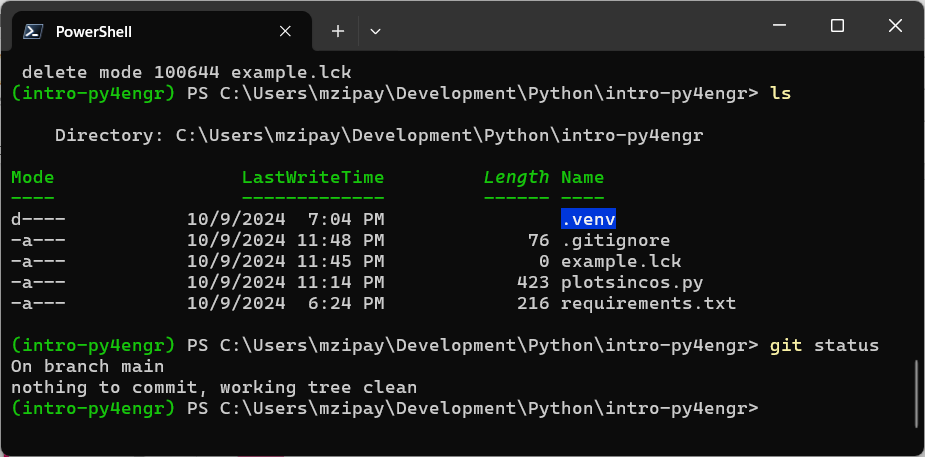 PowerShell
 delete mode 100644 example.lck
(intro-py4engr) PS C:\Users\mzipay\Development\Python\intro-py4engr> ls
    Directory: C:\Users\mzipay\Development\Python\intro-py4engr
Mode                 LastWriteTime         Length Name
----                 -------------         ------ ----
d----           10/9/2024  7:04 PM                .venv
-a---           10/9/2024 11:48 PM             76 .gitignore
-a---           10/9/2024 11:45 PM              0 example.lck
-a---           10/9/2024 11:14 PM            423 plotsincos.py
-a---           10/9/2024  6:24 PM            216 requirements.txt
(intro-py4engr) PS C:\Users\mzipay\Development\Python\intro-py4engr> git status
On branch main
nothing to commit, working tree clean
(intro-py4engr) PS C:\Users\mzipay\Development\Python\intro-py4engr>